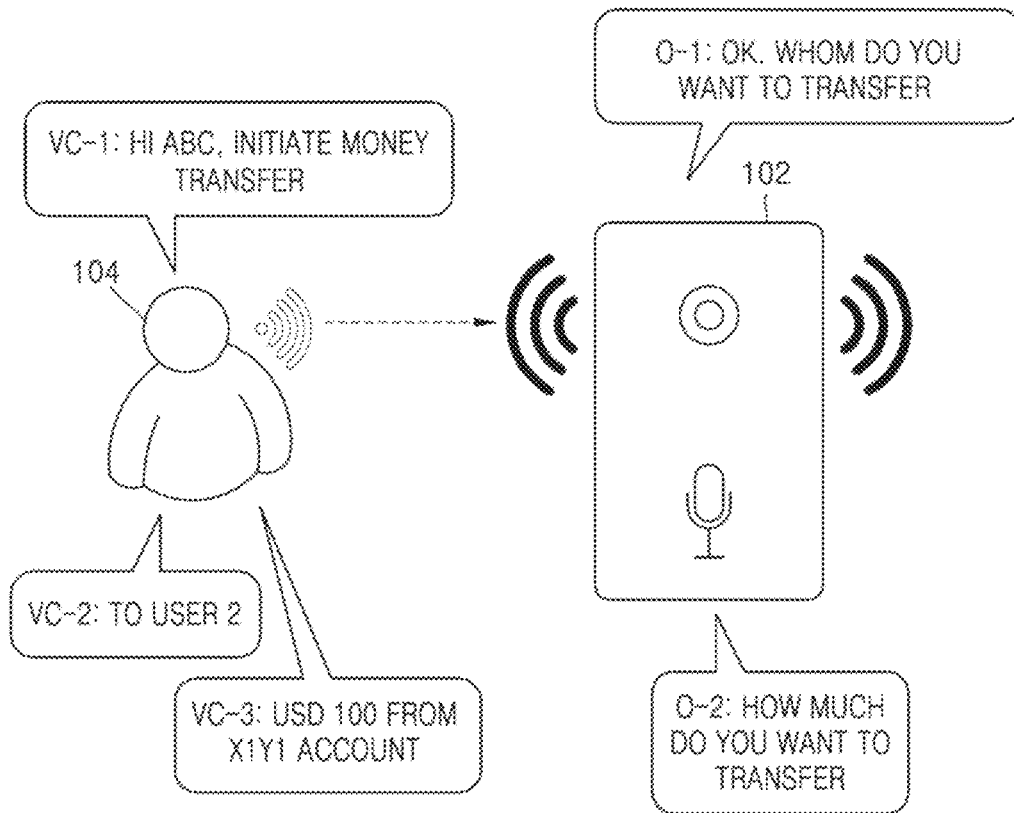 O-1: OK. WHOM DO YOU
WANT TO TRANSFER
VC-1: HI ABC, INITIATE MONEY
TRANSFER
102
104
VC-2: TO USER 2
VC-3: USD 100 FROM
X1Y1 ACCOUNT
O-2: HOW MUCH
DO YOU WANT TO
TRANSFER